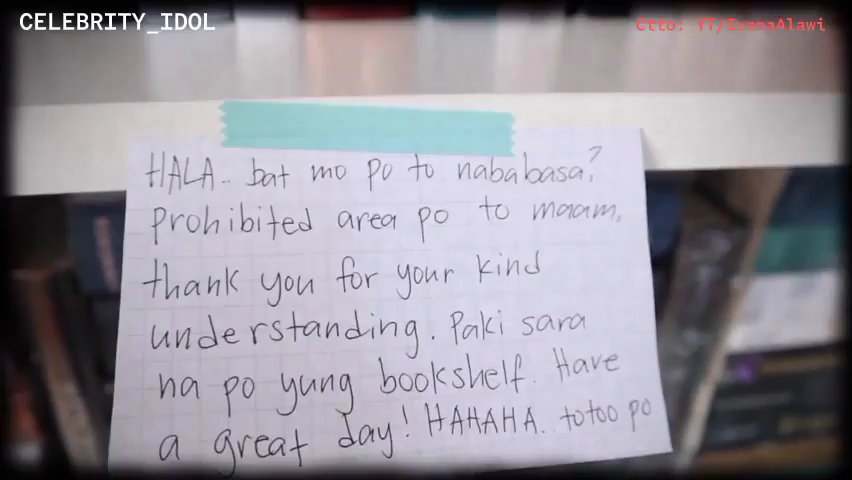 CELEBRITY_IDOL
Ctto: YT/IvanaAlawi
HALA.. bat mo po to nababasa?
prohibited area po to maam,
thank you for your kind
understanding. Paki sara
na po yung bookshelf. Have
a great day! HAHAHA.. totoo po